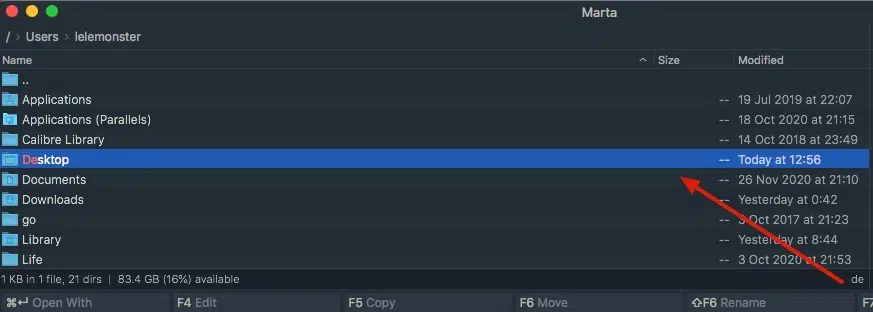 Marta
/ › Users › lelemonster
Name Size Modified
..
Applications -- 19 Jul 2019 at 22:07
Applications (Parallels) -- 18 Oct 2020 at 21:15
Calibre Library -- 14 Oct 2018 at 23:49
Desktop -- Today at 12:56
Documents -- 26 Nov 2020 at 21:10
Downloads -- Yesterday at 0:42
go -- 3 Oct 2017 at 21:23
Library -- Yesterday at 8:44
Life -- 3 Oct 2020 at 21:53
1 KB in 1 file, 21 dirs | 83.4 GB (16%) available de
⌘↵ Open With F4 Edit F5 Copy F6 Move ⇧F6 Rename F7